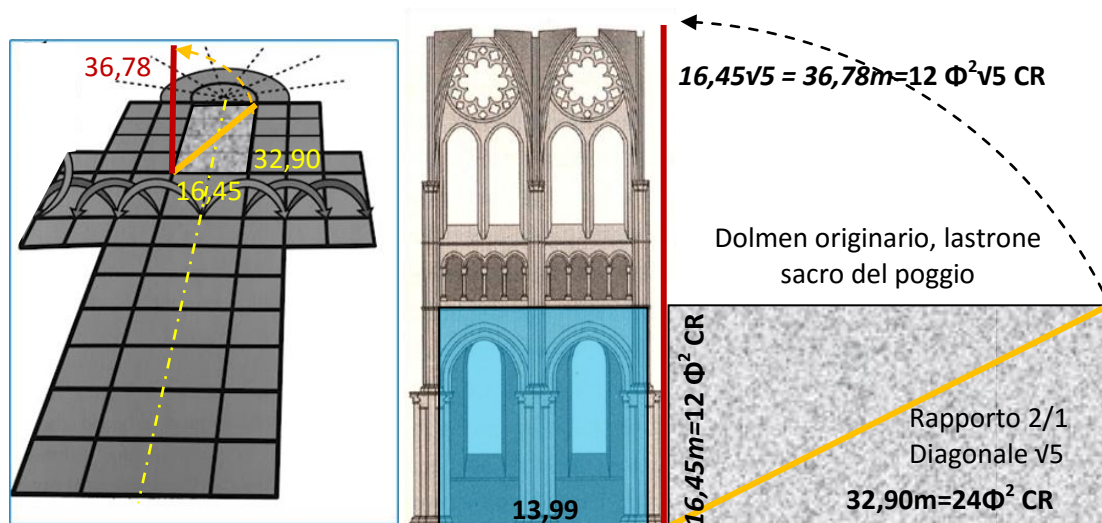 36,78
32,90
16,45
16,45√5 = 36,78m=12 Φ²√5 CR
Dolmen originario, lastrone
sacro del poggio
16,45m=12 Φ² CR
Rapporto 2/1
Diagonale √5
32,90m=24Φ² CR
13,99